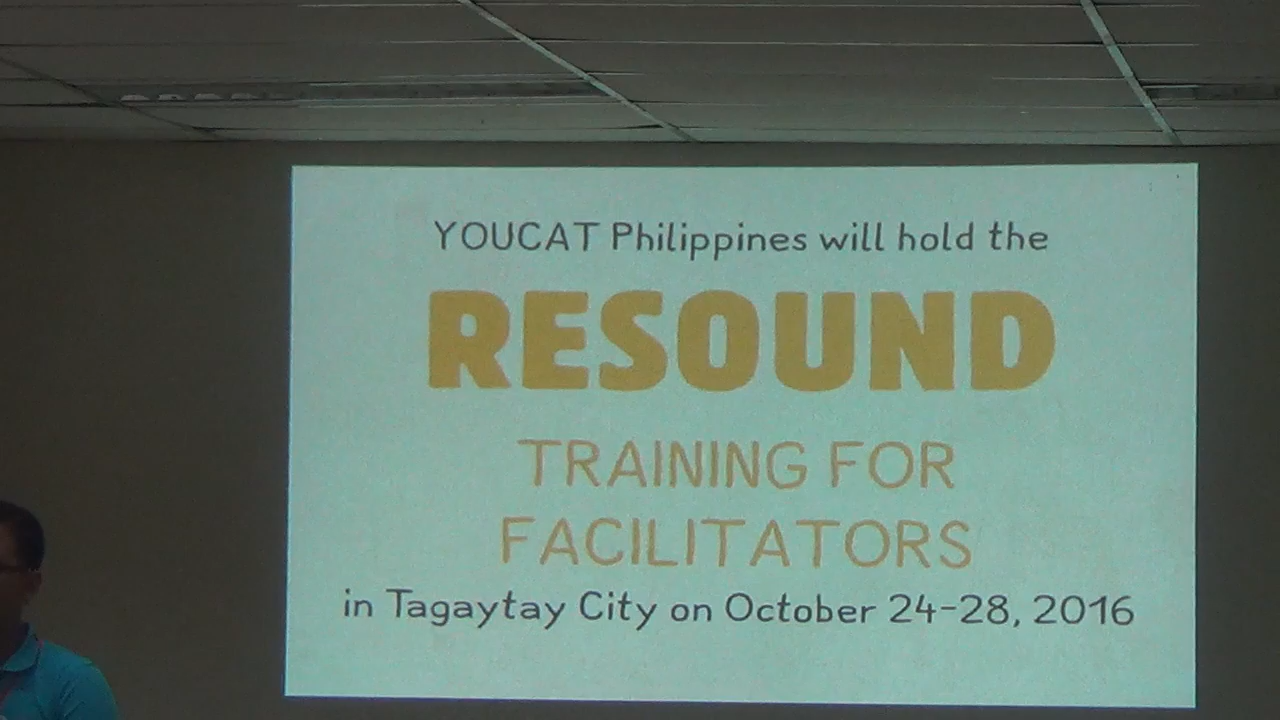 YOUCAT Philippines will hold the
RESOUND
TRAINING FOR
FACILITATORS
in Tagaytay City on October 24-28, 2016